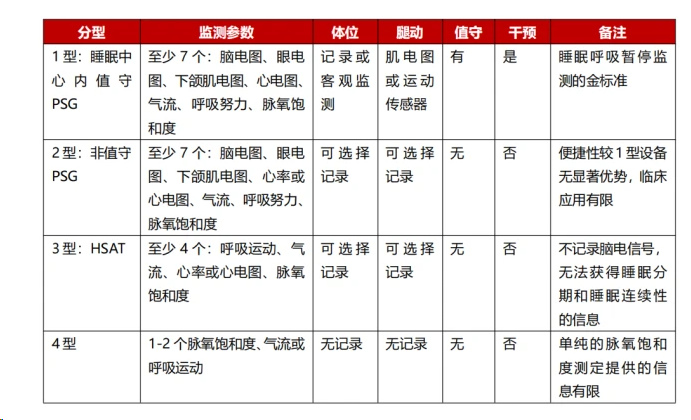 分型 监测参数 体位 腿动 值守 干预 备注
1型：睡眠中 至少7个：脑电图、眼电 记录或 肌电图 有 是 睡眠呼吸暂停监
心内值守 图、下颌肌电图、心电图、 客观监 或运动 测的金标准
PSG 气流、呼吸努力、脉氧饱 测 传感器
和度
2型：非值守 至少7个：脑电图、眼电 可选择 可选择 无 否 便捷性较1型设备
PSG 图、下颌肌电图、心率或 记录 记录 无显著优势，临床
心电图、气流、呼吸努力、 应用有限
脉氧饱和度
3型：HSAT 至少4个：呼吸运动、气 可选择 可选择 无 否 不记录脑电信号，
流、心率或心电图、脉氧 记录 记录 无法获得睡眠分
饱和度 期和睡眠连续性
的信息
4型 1-2个脉氧饱和度、气流或 无记录 无记录 无 否 单纯的脉氧饱和
呼吸运动 度测定提供的信
息有限